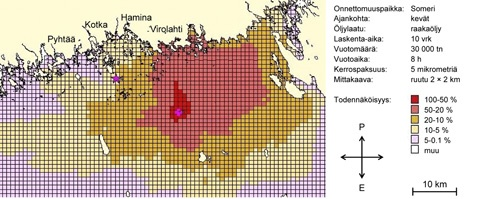 Pyhtää
Kotka
Hamina
Virolahti
Onnettomuuspaikka: Someri
Ajankohta: kevät
Öljylaatu: raakaöljy
Laskenta-aika: 10 vrk
Vuotomäärä: 30 000 tn
Vuotoaika: 8 h
Kerrospaksuus: 5 mikrometriä
Mittakaava: ruutu 2 × 2 km
Todennäköisyys:
100-50 %
50-20 %
20-10 %
10-5 %
5-0.1 %
muu
P
E
10 km